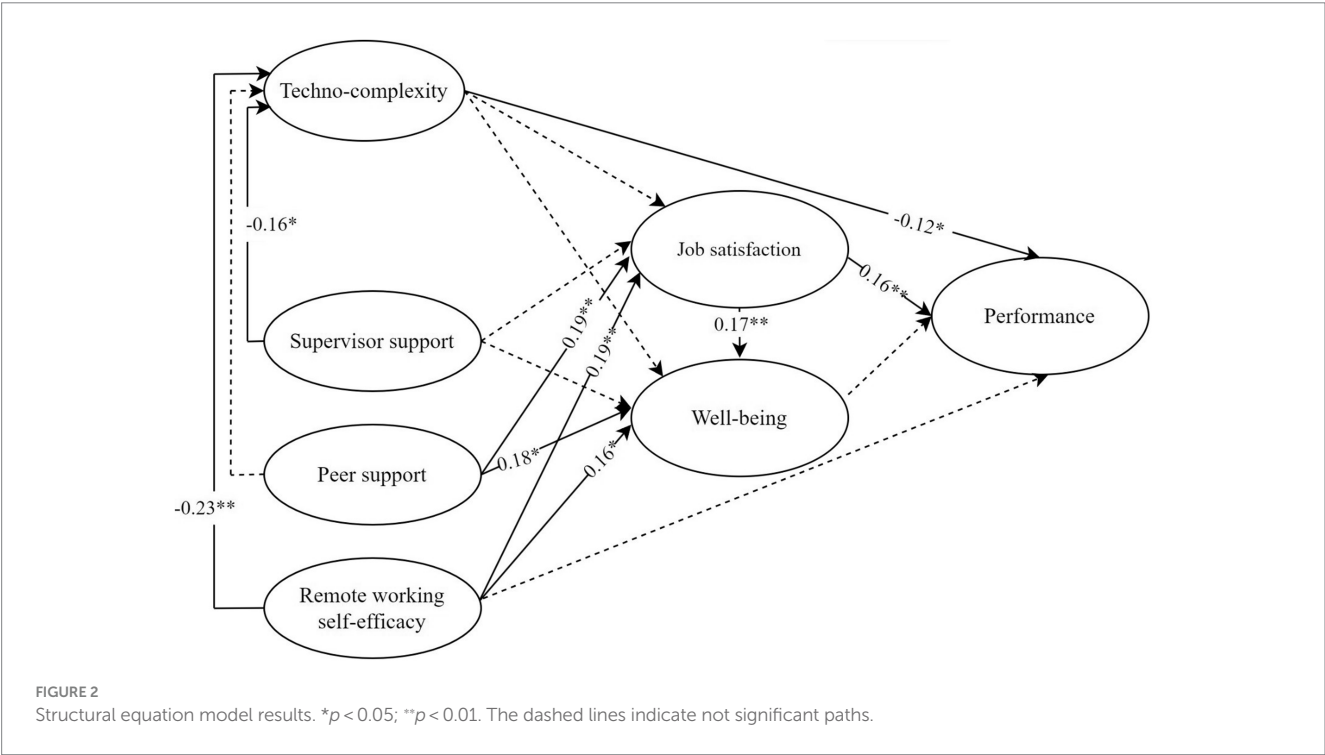 Techno-complexity
-0.16*
Job satisfaction
-0.12*
0.16**
Supervisor support
0.19**
0.19**
0.17**
Performance
Well-being
Peer support
0.18*
0.16*
-0.23**
Remote working
self-efficacy
FIGURE 2
Structural equation model results. *p < 0.05; **p < 0.01. The dashed lines indicate not significant paths.